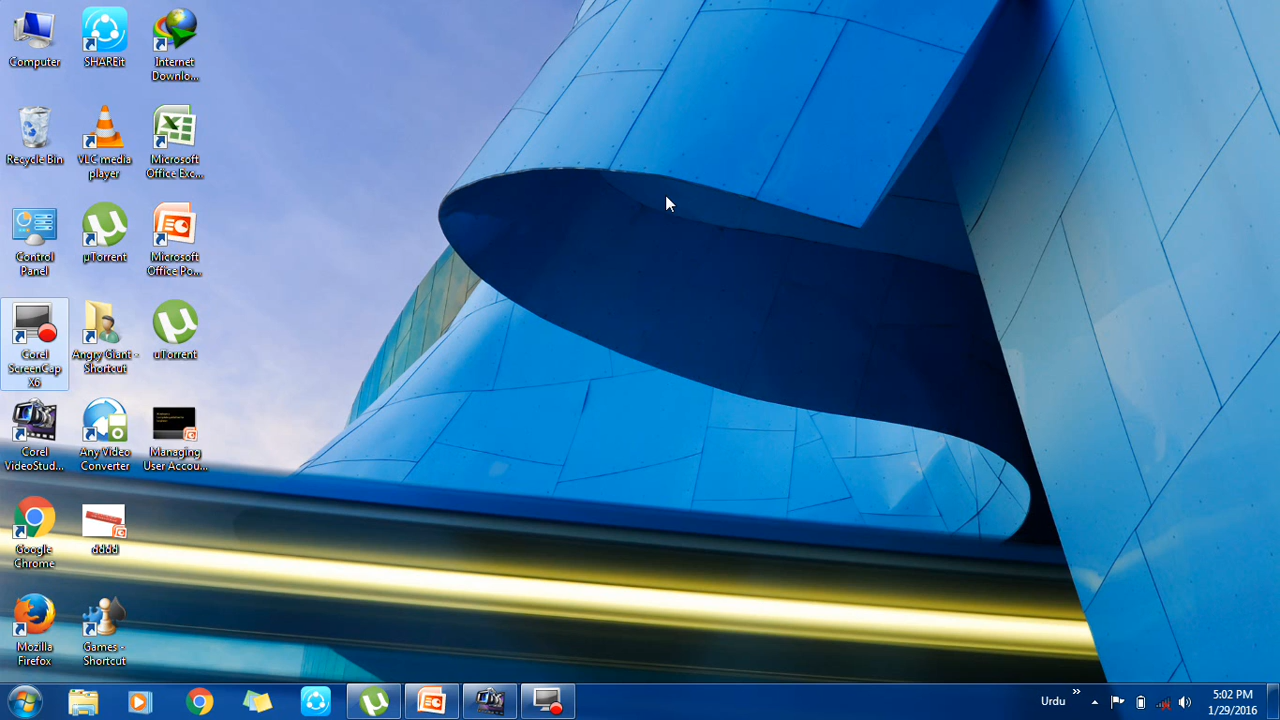 Computer
SHAREit
Internet
Downlo...
Recycle Bin
VLC media
player
Microsoft
Office Exc...
Control
Panel
µTorrent
Microsoft
Office Po...
Corel
ScreenCap
X6
Angry Giant -
Shortcut
uTorrent
Corel
VideoStud...
Any Video
Converter
Managing
User Accou...
Google
Chrome
dddd
Mozilla
Firefox
Games -
Shortcut
Urdu
5:02 PM
1/29/2016